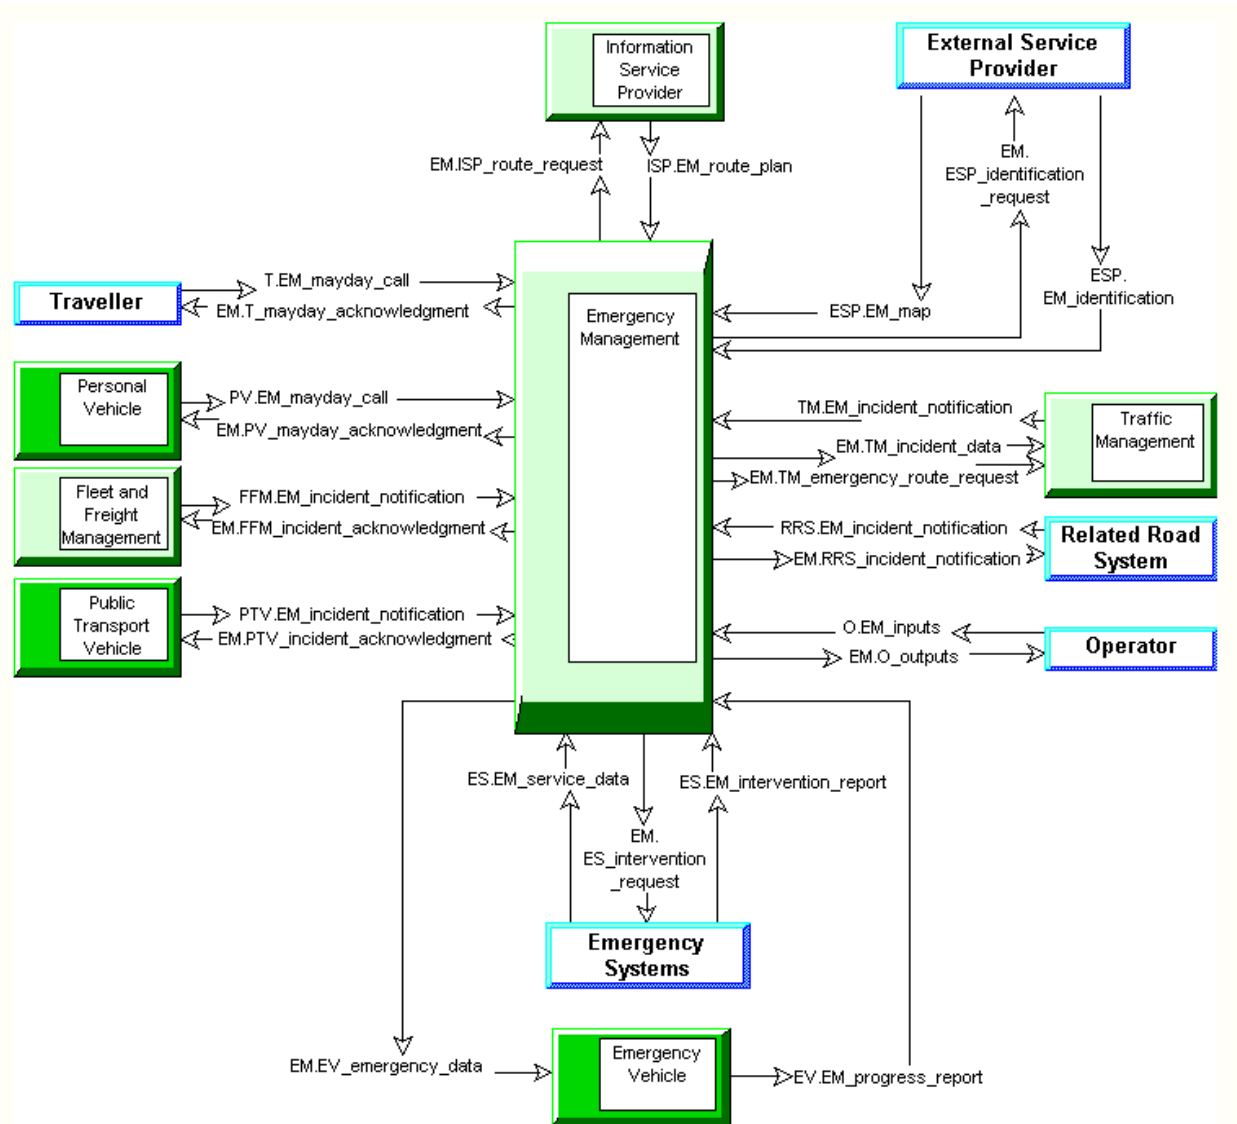 Information
Service
Provider
External Service
Provider
EM.ISP_route_request
ISP.EM_route_plan
EM.
ESP_identification
_request
ESP.
EM_identification
T.EM_mayday_call
Traveller
EM.T_mayday_acknowledgment
Emergency
Management
ESP.EM_map
Personal
Vehicle
PV.EM_mayday_call
EM.PV_mayday_acknowledgment
TM.EM_incident_notification
Traffic
Management
EM.TM_incident_data
EM.TM_emergency_route_request
Fleet and
Freight
Management
FFM.EM_incident_notification
EM.FFM_incident_acknowledgment
RRS.EM_incident_notification
EM.RRS_incident_notification
Related Road
System
Public
Transport
Vehicle
PTV.EM_incident_notification
EM.PTV_incident_acknowledgment
O.EM_inputs
EM.O_outputs
Operator
ES.EM_service_data
ES.EM_intervention_report
EM.
ES_intervention
_request
Emergency
Systems
EM.EV_emergency_data
Emergency
Vehicle
EV.EM_progress_report